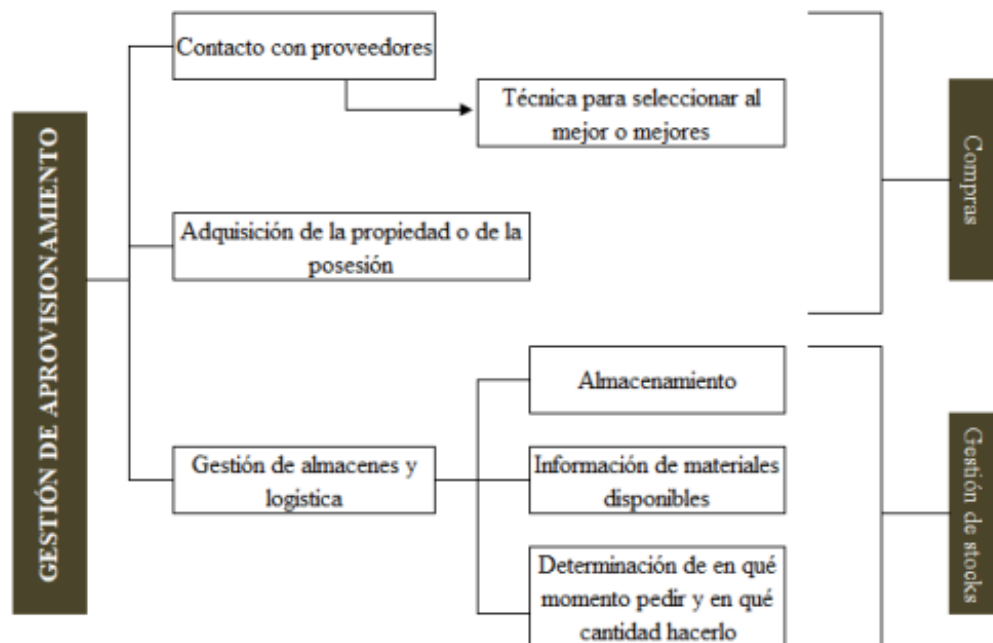 GESTIÓN DE APROVISIONAMIENTO
Contacto con proveedores
Técnica para seleccionar al
mejor o mejores
Adquisición de la propiedad o de la
posesión
Compras
Almacenamiento
Gestión de almacenes y
logistica
Información de materiales
disponibles
Determinación de en qué
momento pedir y en qué
cantidad hacerlo
Gestión de stocks